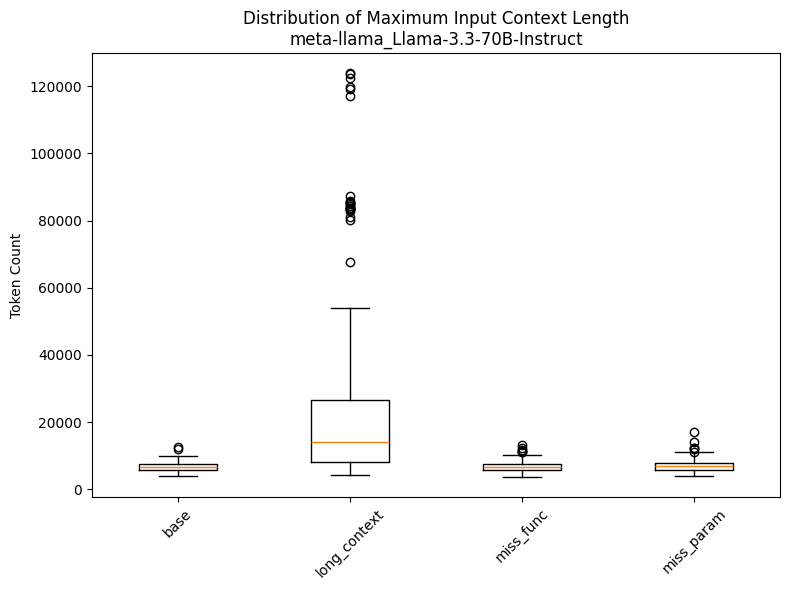 Distribution of Maximum Input Context Length
meta-llama_Llama-3.3-70B-Instruct
Token Count
120000
100000
80000
60000
40000
20000
0
base
long_context
miss_func
miss_param